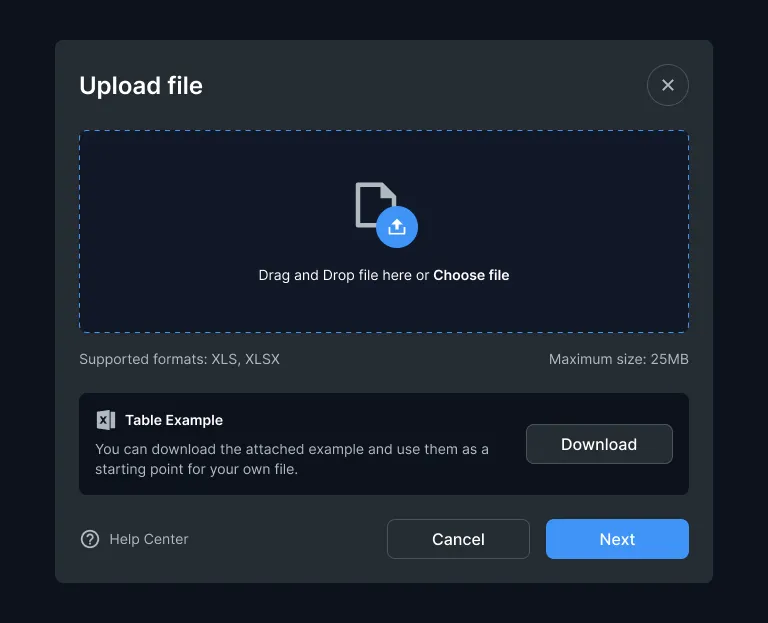 Upload file
Drag and Drop file here or Choose file
Supported formats: XLS, XLSX
Maximum size: 25MB
Table Example
You can download the attached example and use them as a
starting point for your own file.
Download
Help Center
Cancel
Next